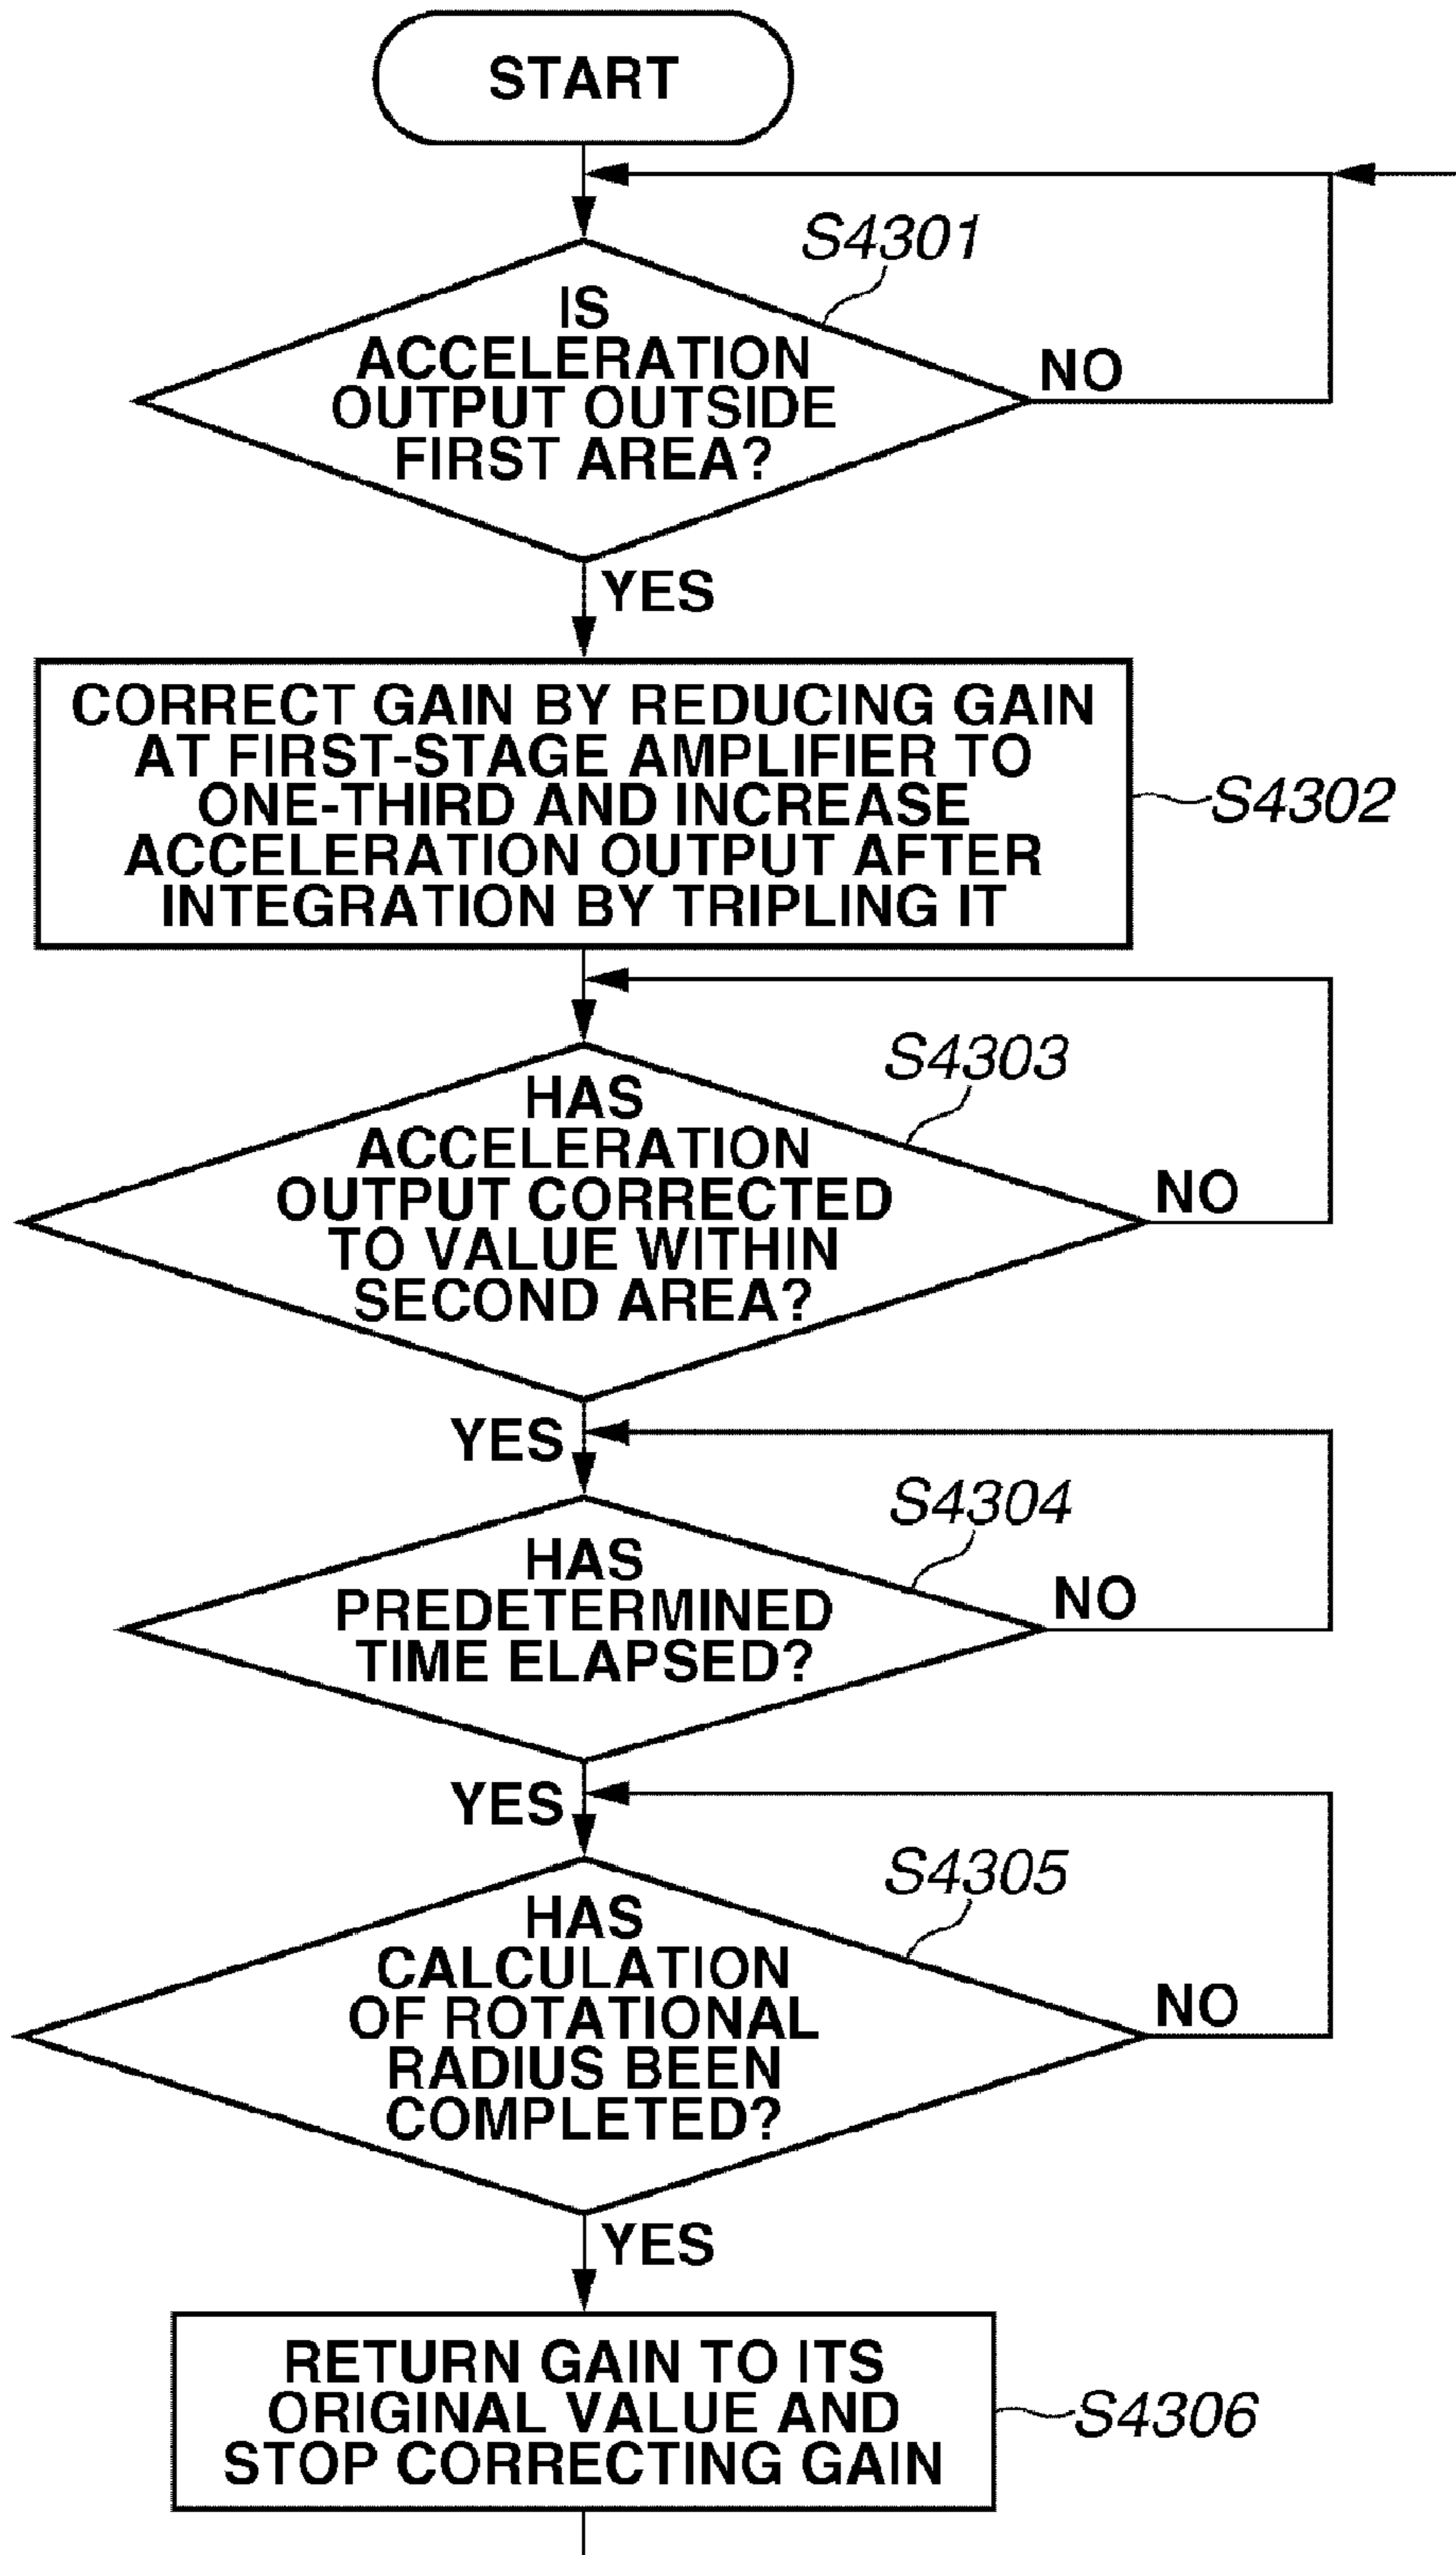 START
S4301
IS
ACCELERATION
OUTPUT OUTSIDE
FIRST AREA?
NO
YES
CORRECT GAIN BY REDUCING GAIN
AT FIRST-STAGE AMPLIFIER TO
ONE-THIRD AND INCREASE
ACCELERATION OUTPUT AFTER
INTEGRATION BY TRIPLING IT
S4302
S4303
HAS
ACCELERATION
OUTPUT CORRECTED
TO VALUE WITHIN
SECOND AREA?
NO
YES
S4304
HAS
PREDETERMINED
TIME ELAPSED?
NO
YES
S4305
HAS
CALCULATION
OF ROTATIONAL
RADIUS BEEN
COMPLETED?
NO
YES
RETURN GAIN TO ITS
ORIGINAL VALUE AND
STOP CORRECTING GAIN
S4306